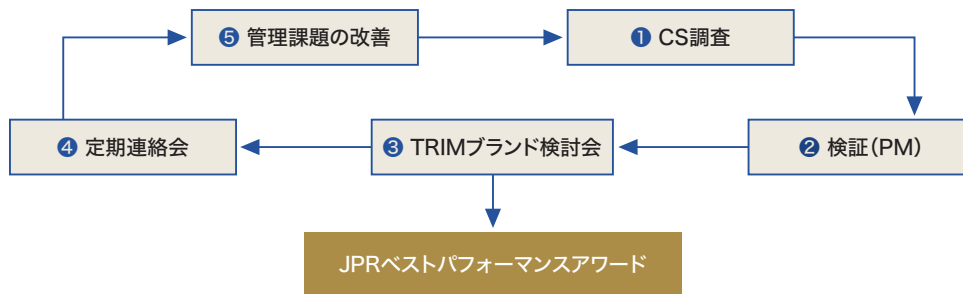 ❺ 管理課題の改善
❶ CS調査
❹ 定期連絡会
❸ TRIMブランド検討会
❷ 検証(PM)
JPRベストパフォーマンスアワード